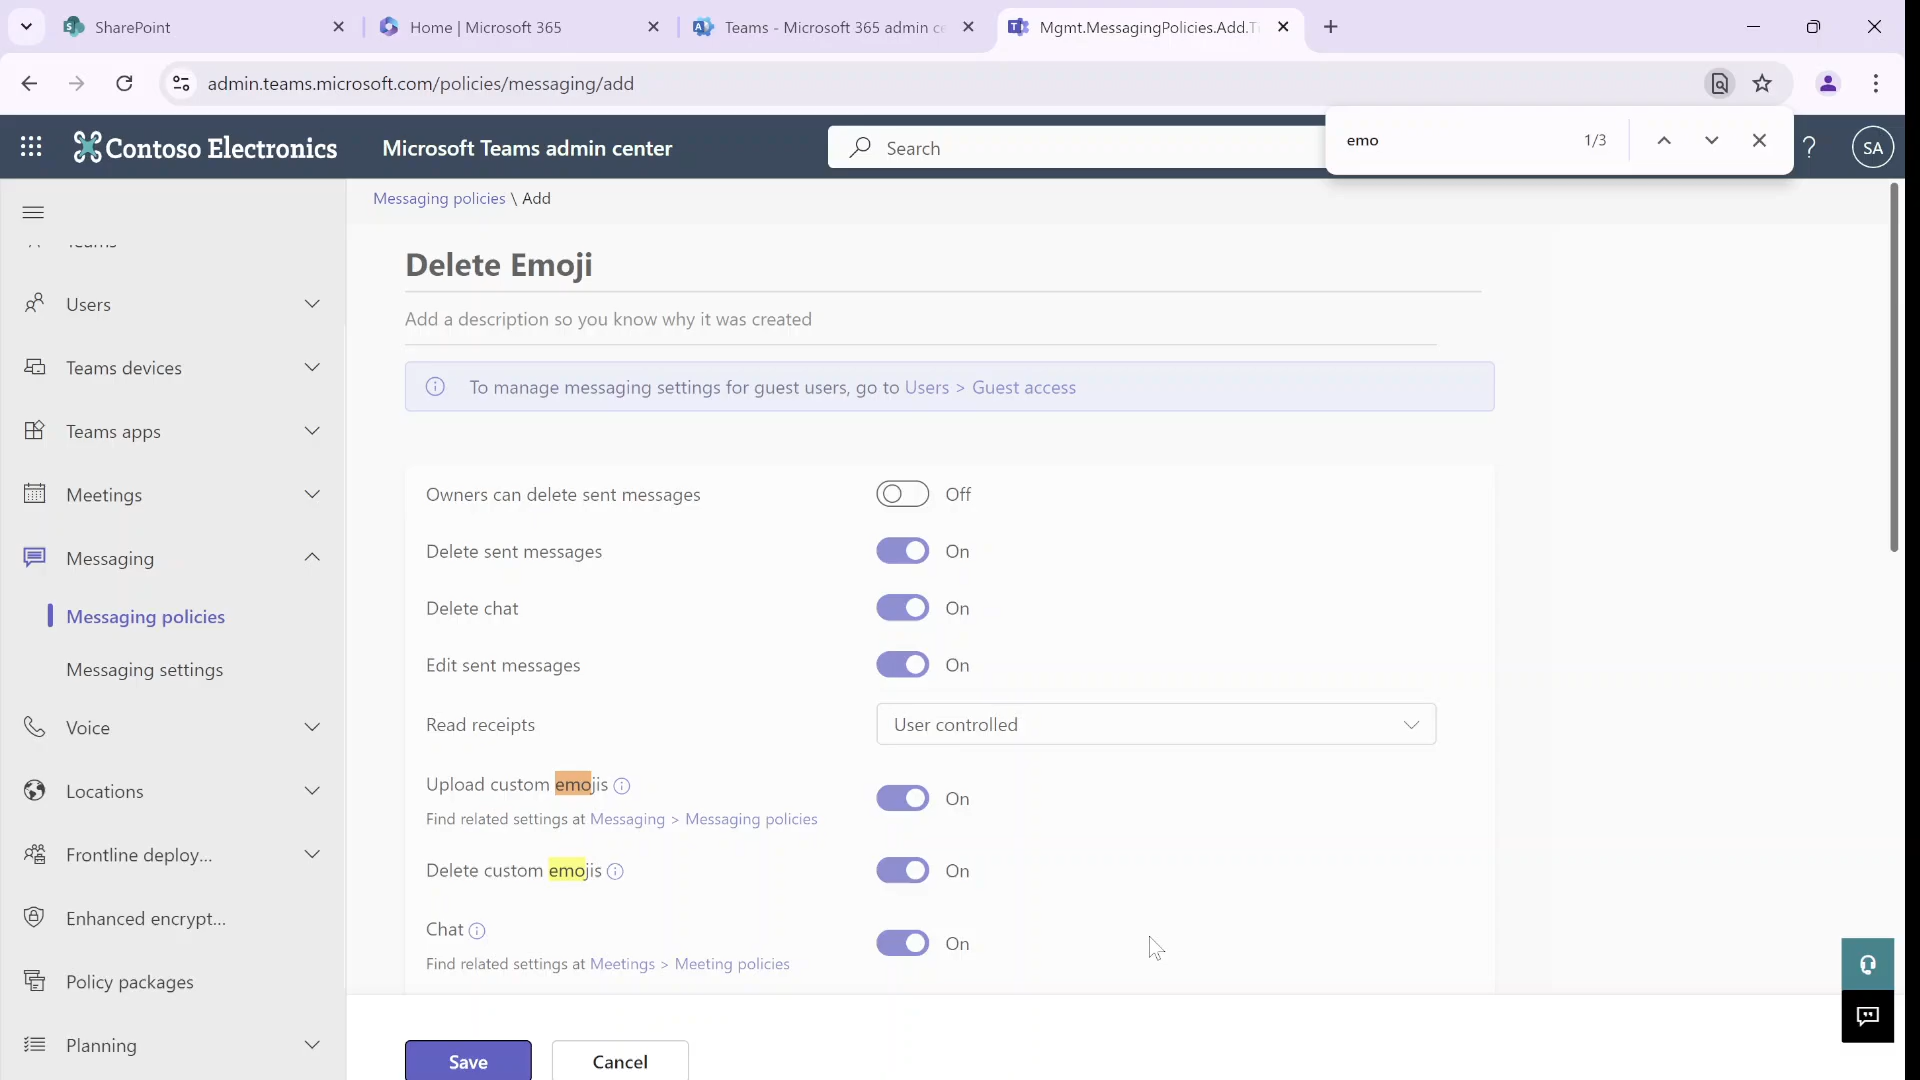 SharePoint
Home | Microsoft 365
Teams - Microsoft 365 admin ce
Mgmt.MessagingPolicies.Add.Ti
admin.teams.microsoft.com/policies/messaging/add
emo 1/3
Contoso Electronics
Microsoft Teams admin center
Search
SA
Messaging policies \ Add
Teams
Users
Teams devices
Teams apps
Meetings
Messaging
Messaging policies
Messaging settings
Voice
Locations
Frontline deploy...
Enhanced encrypt...
Policy packages
Planning
Delete Emoji
Add a description so you know why it was created
To manage messaging settings for guest users, go to Users > Guest access
Owners can delete sent messages Off
Delete sent messages On
Delete chat On
Edit sent messages On
Read receipts User controlled
Upload custom emojis On
Find related settings at Messaging > Messaging policies
Delete custom emojis On
Chat On
Find related settings at Meetings > Meeting policies
Save Cancel